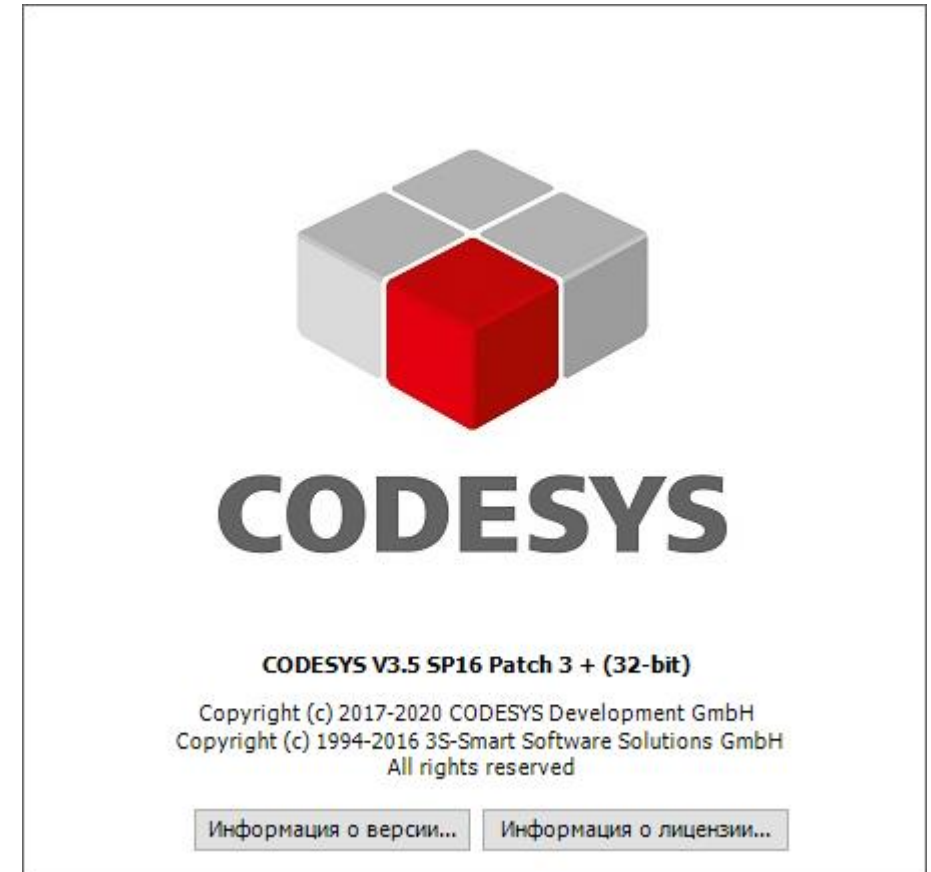 CODESYS
CODESYS V3.5 SP16 Patch 3 + (32-bit)
Copyright (c) 2017-2020 CODESYS Development GmbH
Copyright (c) 1994-2016 3S-Smart Software Solutions GmbH
All rights reserved
Информация о версии... Информация о лицензии...